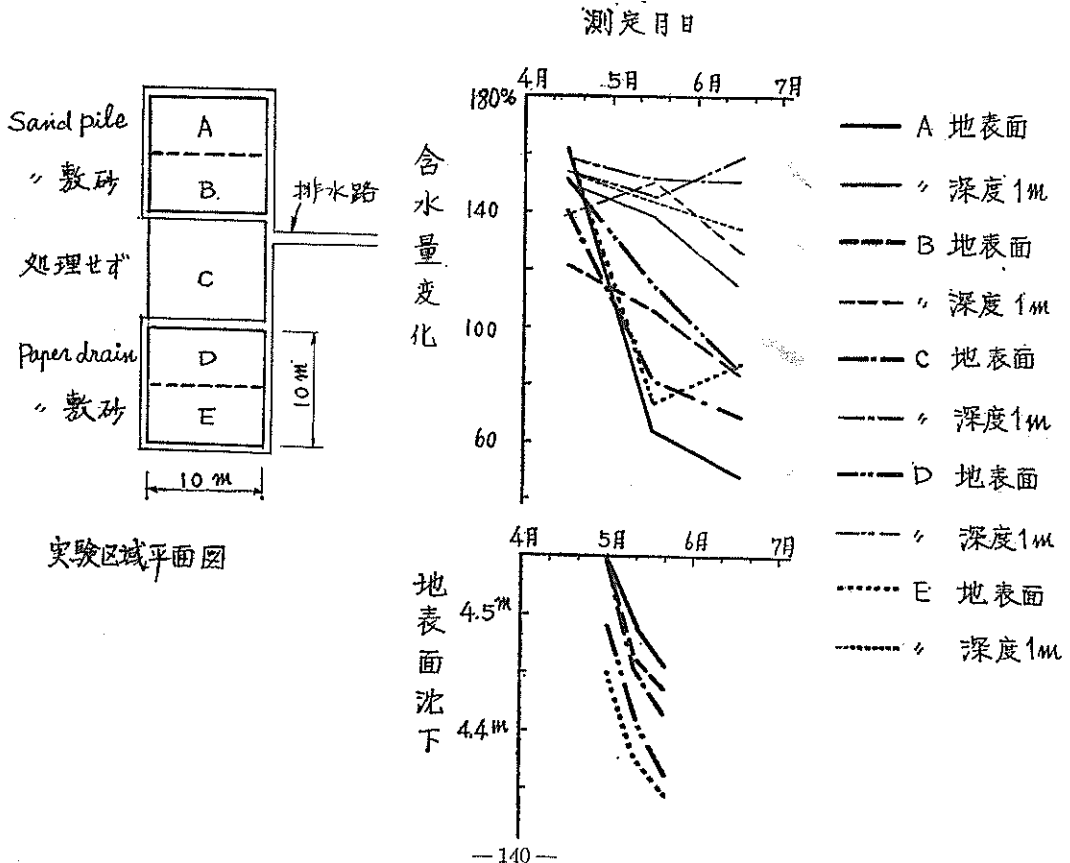 測定月日
4月 5月 6月 7月
180%
140
100
60
含水量変化
Sand pile
〃 敷砂
処理せず
Paper drain
〃 敷砂
A
B
C
D
E
排水路
10m
10m
実験区域平面図
4月 5月 6月 7月
4.5m
4.4m
地表面沈下
A 地表面
〃 深度1m
B 地表面
〃 深度1m
C 地表面
〃 深度1m
D 地表面
〃 深度1m
E 地表面
〃 深度1m
—140—